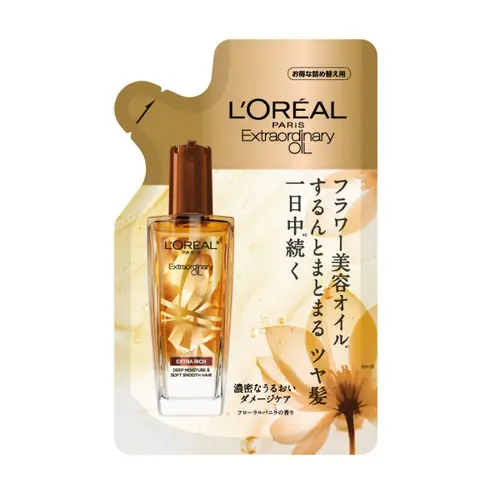 お得な詰め替え用
L'ORÉAL
PARIS
Extraordinary
OIL
フラワー美容オイル
するんとまとまる ツヤ髪
一日中続く
L'ORÉAL
PARIS
Extraordinary
OIL
EXTRA RICH
DEEP MOISTURE &
SOFT SMOOTH HAIR
濃密なうるおい
ダメージケア
フローラルバニラの香り